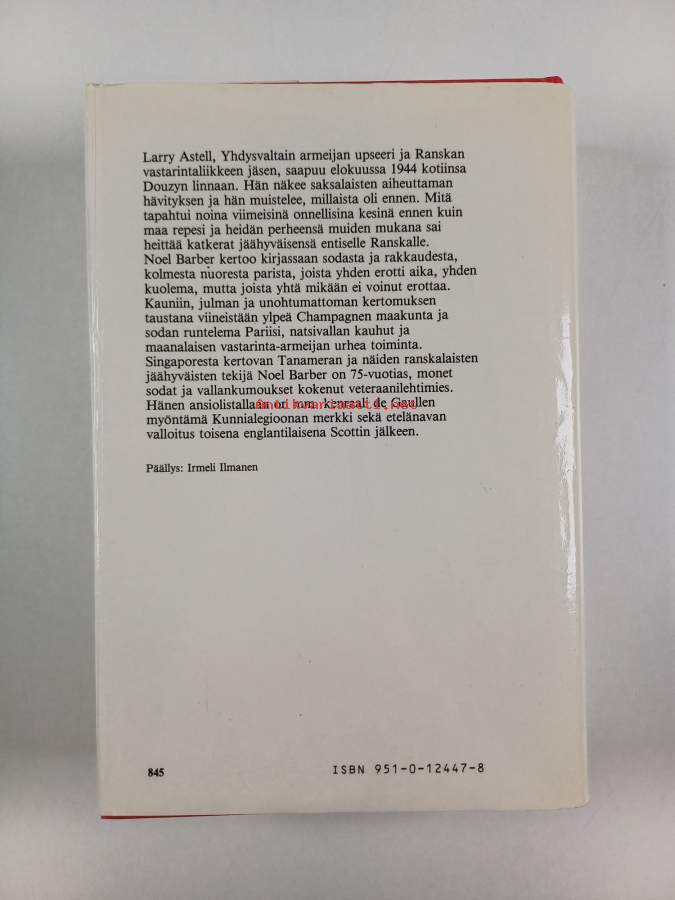 Larry Astell, Yhdysvaltain armeijan upseeri ja Ranskan
vastarintaliikkeen jäsen, saapuu elokuussa 1944 kotiinsa
Douzyn linnaan. Hän näkee saksalaisten aiheuttaman
hävityksen ja hän muistelee, millaista oli ennen. Mitä
tapahtui noina viimeisinä onnellisina kesinä ennen kuin
maa repesi ja heidän perheensä muiden mukana sai
heittää katkerat jäähyväisensä entiselle Ranskalle.
Noel Barber kertoo kirjassaan sodasta ja rakkaudesta,
kolmesta nuoresta parista, joista yhden erotti aika, yhden
kuolema, mutta joista yhtä mikään ei voinut erottaa.
Kauniin, julman ja unohtumattoman kertomuksen
taustana viineistään ylpeä Champagnen maakunta ja
sodan runtelema Pariisi, natsivallan kauhut ja
maanalaisen vastarinta-armeijan urhea toiminta.
Singaporesta kertovan Tanameran ja näiden ranskalaisten
jäähyväisten tekijä Noel Barber on 75-vuotias, monet
sodat ja vallankumoukset kokenut veteraanilehtimies.
Hänen ansiolistallaan on mm. kenraali de Gaullen
Antikvariaatti.net
myöntämä Kunnialegioonan merkki sekä etelänavan
valloitus toisena englantilaisena Scottin jälkeen.
Päällys: Irmeli Ilmanen
845
ISBN 951-0-12447-8